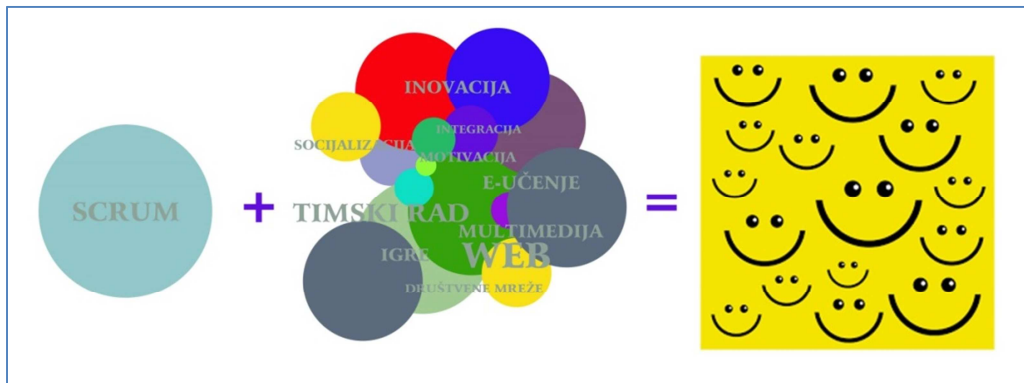 SCRUM
+
INOVACIJA
INTEGRACIJA
SOCIJALIZACIJA
MOTIVACIJA
E-UČENJE
TIMSKI RAD
MULTIMEDIJA
IGRE
WEB
DRUŠTVENE MREŽE
=